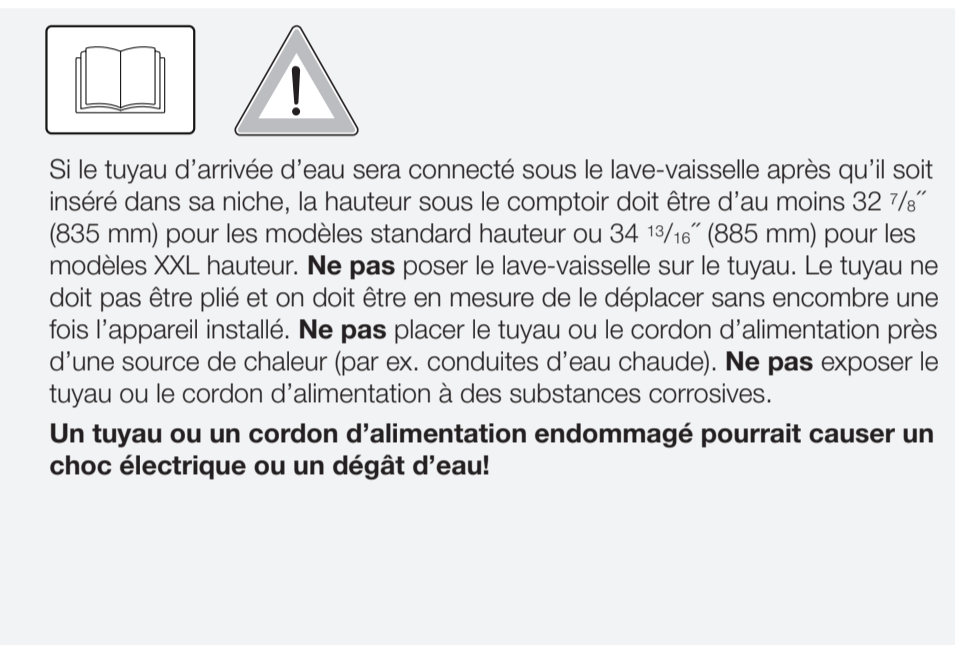 Si le tuyau d’arrivée d’eau sera connecté sous le lave-vaisselle après qu’il soit
inséré dans sa niche, la hauteur sous le comptoir doit être d’au moins 32 7/8˝
(835 mm) pour les modèles standard hauteur ou 34 13/16˝ (885 mm) pour les
modèles XXL hauteur. Ne pas poser le lave-vaisselle sur le tuyau. Le tuyau ne
doit pas être plié et on doit être en mesure de le déplacer sans encombre une
fois l’appareil installé. Ne pas placer le tuyau ou le cordon d’alimentation près
d’une source de chaleur (par ex. conduites d’eau chaude). Ne pas exposer le
tuyau ou le cordon d’alimentation à des substances corrosives.
Un tuyau ou un cordon d’alimentation endommagé pourrait causer un
choc électrique ou un dégât d’eau!